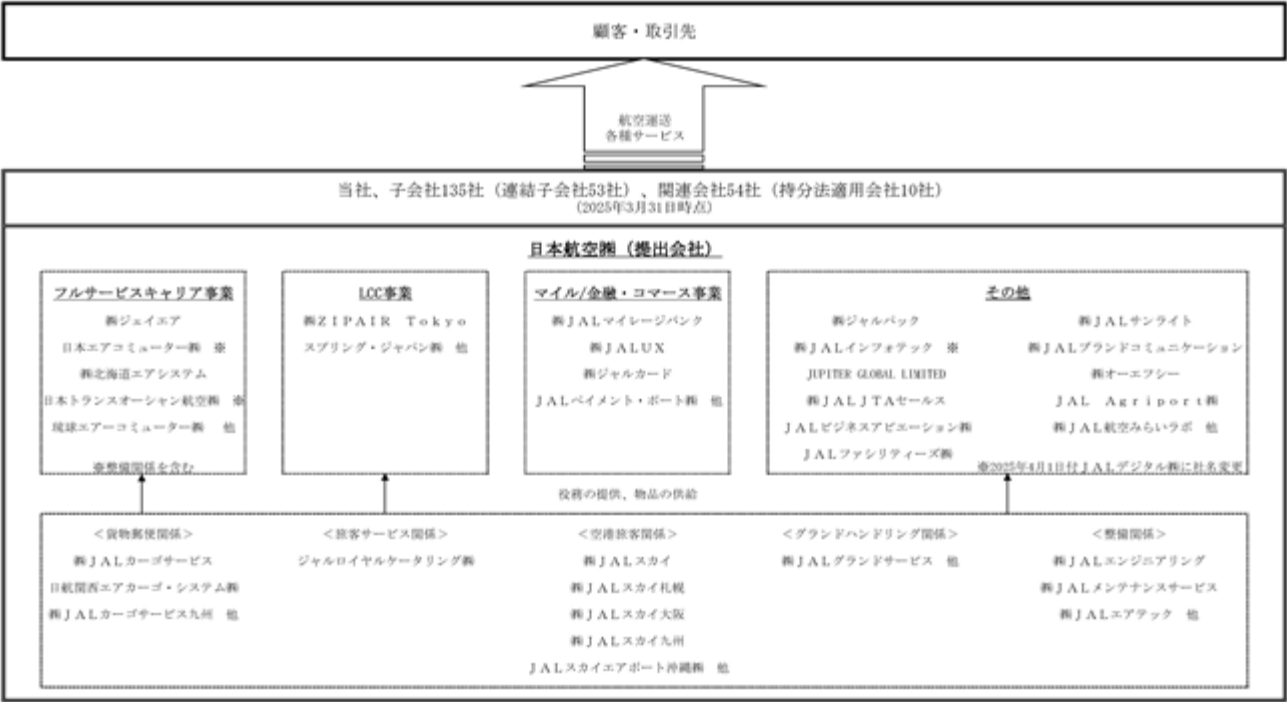 顧客・取引先
航空運送
各種サービス
当社、子会社135社（連結子会社53社）、関連会社54社（持分法適用会社10社）
(2025年3月31日時点)
日本航空㈱（提出会社）
フルサービスキャリア事業
㈱ジェイエア
日本エアコミューター㈱　※
㈱北海道エアシステム
日本トランスオーシャン航空㈱　※
琉球エアーコミューター㈱　他
※整備関係を含む
LCC事業
㈱ＺＩＰＡＩＲ　Ｔｏｋｙｏ
スプリング・ジャパン㈱　他
マイル/金融・コマース事業
㈱ＪＡＬマイレージバンク
㈱ＪＡＬＵＸ
㈱ジャルカード
ＪＡＬペイメント・ポート㈱　他
その他
㈱ジャルパック
㈱ＪＡＬインフォテック　※
JUPITER GLOBAL LIMITED
㈱ＪＡＬＪＴＡセールス
ＪＡＬビジネスアビエーション㈱
ＪＡＬファシリティーズ㈱
㈱ＪＡＬサンライト
㈱ＪＡＬブランドコミュニケーション
㈱オーエフシー
ＪＡＬ　Ａｇｒｉｐｏｒｔ㈱
㈱ＪＡＬ航空みらいラボ　他
※2025年4月1日付ＪＡＬデジタル㈱に社名変更
役務の提供、物品の供給
＜貨物郵便関係＞
㈱ＪＡＬカーゴサービス
日航関西エアカーゴ・システム㈱
㈱ＪＡＬカーゴサービス九州　他
＜旅客サービス関係＞
ジャルロイヤルケータリング㈱
＜空港旅客関係＞
㈱ＪＡＬスカイ
㈱ＪＡＬスカイ札幌
㈱ＪＡＬスカイ大阪
㈱ＪＡＬスカイ九州
ＪＡＬスカイエアポート沖縄㈱　他
＜グランドハンドリング関係＞
㈱ＪＡＬグランドサービス　他
＜整備関係＞
㈱ＪＡＬエンジニアリング
㈱ＪＡＬメンテナンスサービス
㈱ＪＡＬエアテック　他